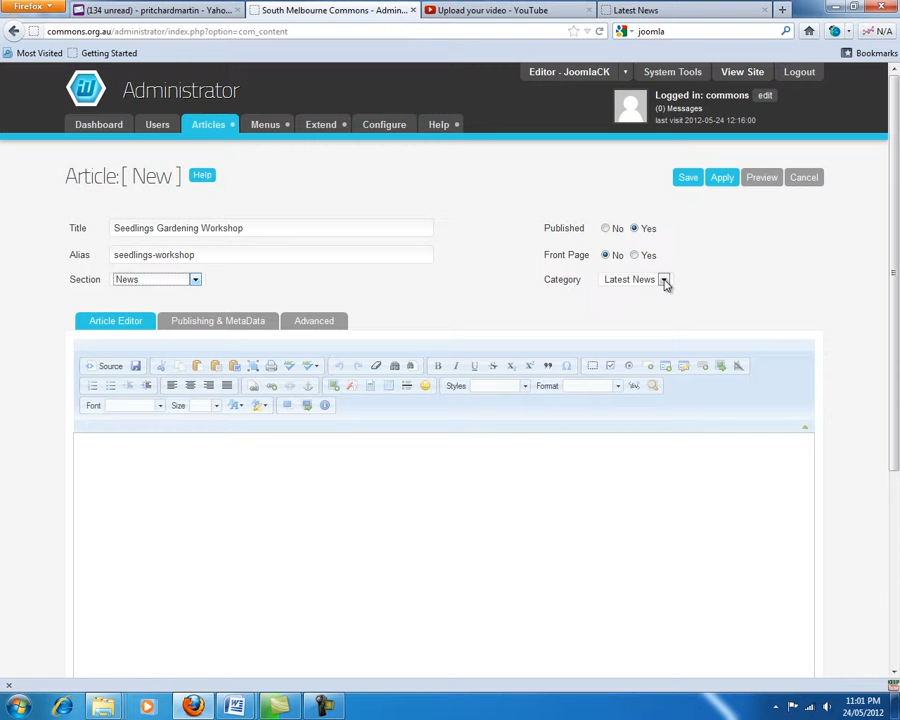 Firefox
(134 unread) - pritchardmartin - Yaho...
South Melbourne Commons - Admin...
Upload your video - YouTube
Latest News
commons.org.au/administrator/index.php?option=com_content
joomla
N/A
Most Visited
Getting Started
Bookmarks
Editor - JoomlaCK
System Tools
View Site
Logout
Administrator
Logged in: commons
edit
(0) Messages
last visit 2012-05-24 12:16:00
Dashboard
Users
Articles
Menus
Extend
Configure
Help
Article:[ New ]
Help
Save
Apply
Preview
Cancel
Title
Seedlings Gardening Workshop
Published
No
Yes
Alias
seedlings-workshop
Front Page
No
Yes
Section
News
Category
Latest News
Article Editor
Publishing & MetaData
Advanced
Source
B
I
U
S
X₂
X²
Styles
Format
Font
Size
11:01 PM
24/05/2012